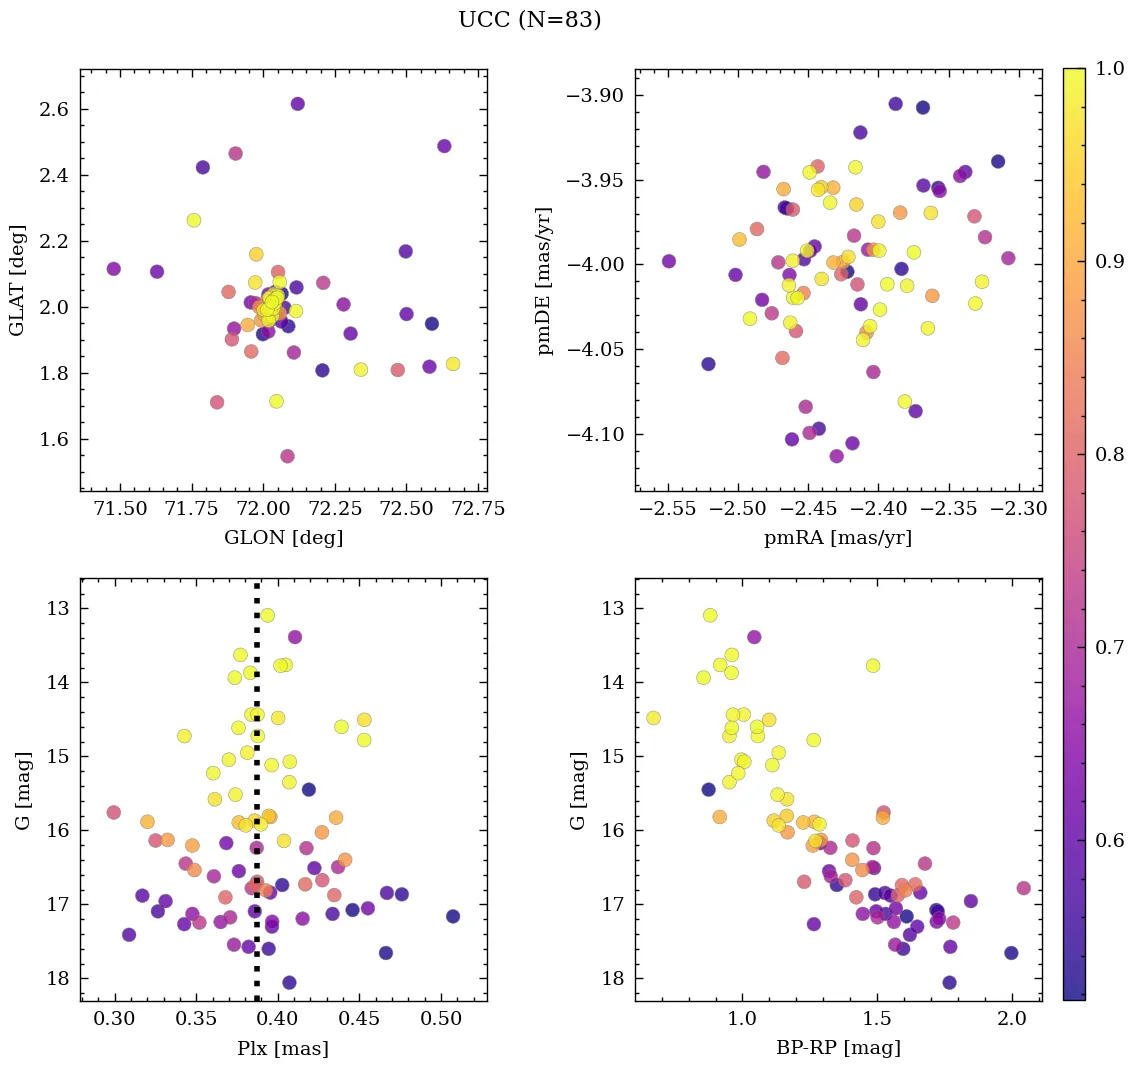 UCC (N=83)
2.6
2.4
2.2
2.0
1.8
1.6
GLAT [deg]
71.50 71.75 72.00 72.25 72.50 72.75
GLON [deg]
−3.90
−3.95
−4.00
−4.05
−4.10
pmDE [mas/yr]
−2.55 −2.50 −2.45 −2.40 −2.35 −2.30
pmRA [mas/yr]
13
14
15
16
17
18
G [mag]
0.30 0.35 0.40 0.45 0.50
Plx [mas]
13
14
15
16
17
18
G [mag]
1.0 1.5 2.0
BP-RP [mag]
1.0
0.9
0.8
0.7
0.6